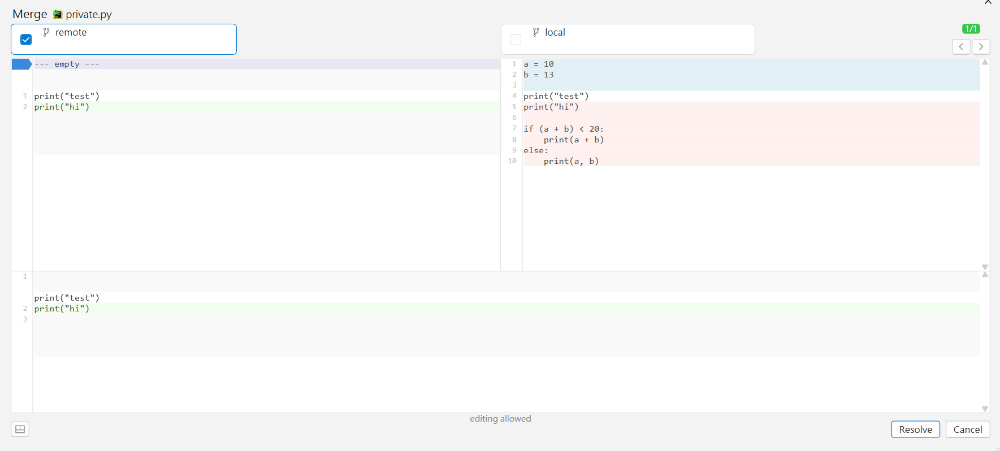 Merge private.py
remote
local
1/1
--- empty ---
1 print("test")
2 print("hi")
1 a = 10
2 b = 13
3
4 print("test")
5 print("hi")
6
7 if (a + b) < 20:
8     print(a + b)
9 else:
10     print(a, b)
1
print("test")
2 print("hi")
3
editing allowed
Resolve
Cancel